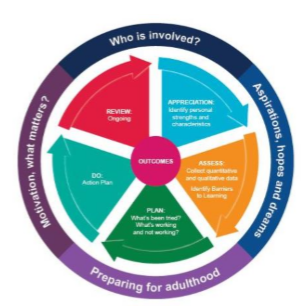 Who is involved?
Aspirations, hopes and dreams
Preparing for adulthood
Motivation, what matters?
APPRECIATION:
Identify personal
strengths and
characteristics
ASSESS:
Collect quantitative
and qualitative data
Identify Barriers
to Learning
PLAN:
What's been tried?
What's working
and not working?
DO:
Action Plan
REVIEW:
Ongoing
OUTCOMES